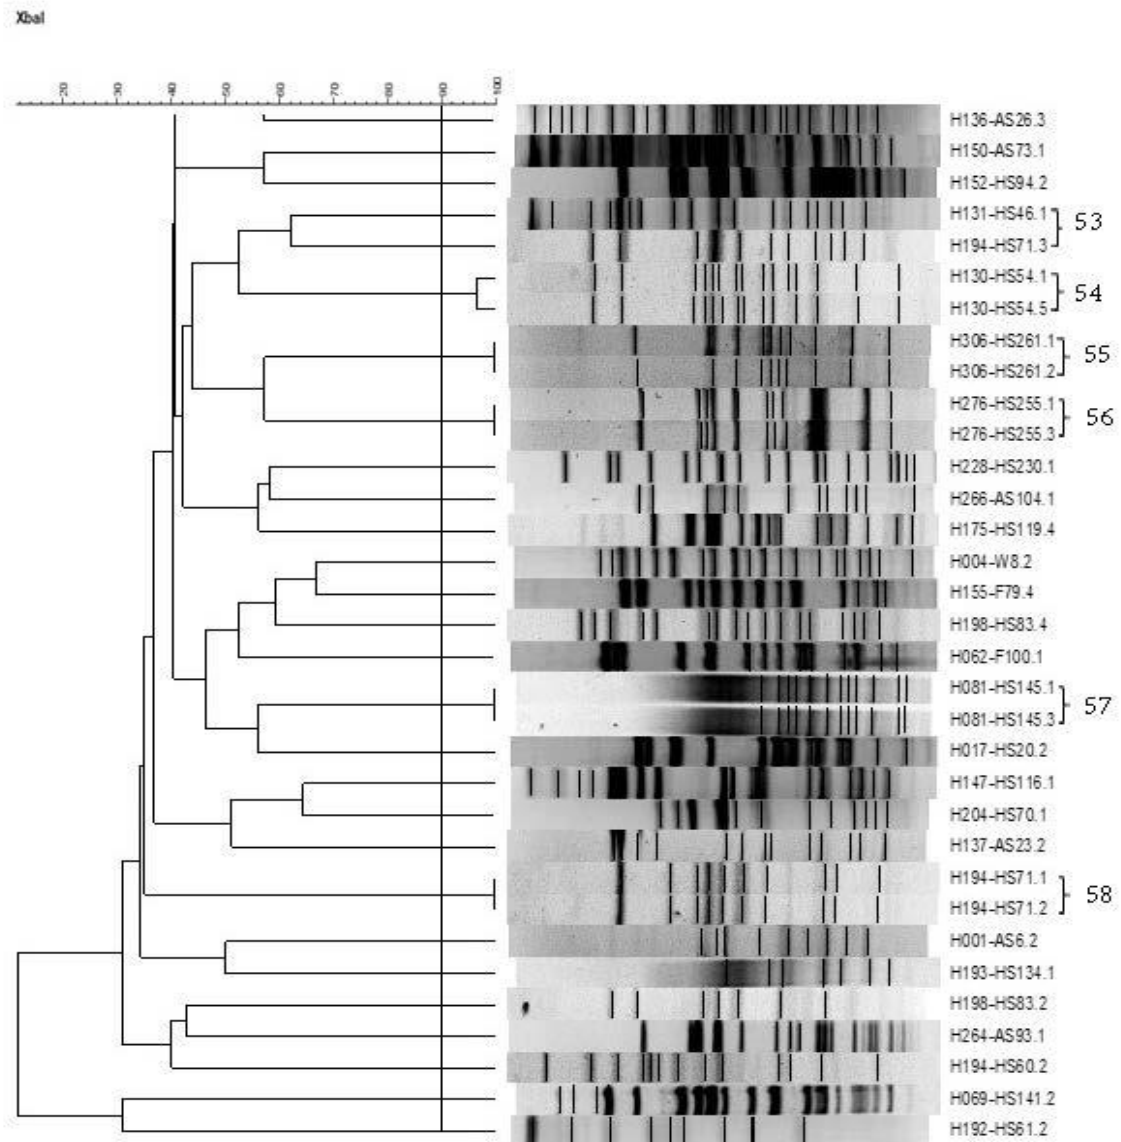 XbaI
20 30 40 50 60 70 80 90 100
H136-AS26.3
H150-AS73.1
H152-HS94.2
H131-HS46.1
53
H194-HS71.3
H130-HS54.1
54
H130-HS54.5
H306-HS261.1
55
H306-HS261.2
H276-HS255.1
56
H276-HS255.3
H228-HS230.1
H266-AS104.1
H175-HS119.4
H004-W8.2
H155-F79.4
H198-HS83.4
H062-F100.1
H081-HS145.1
57
H081-HS145.3
H017-HS20.2
H147-HS116.1
H204-HS70.1
H137-AS23.2
H194-HS71.1
58
H194-HS71.2
H001-AS6.2
H193-HS134.1
H198-HS83.2
H264-AS93.1
H194-HS60.2
H069-HS141.2
H192-HS61.2